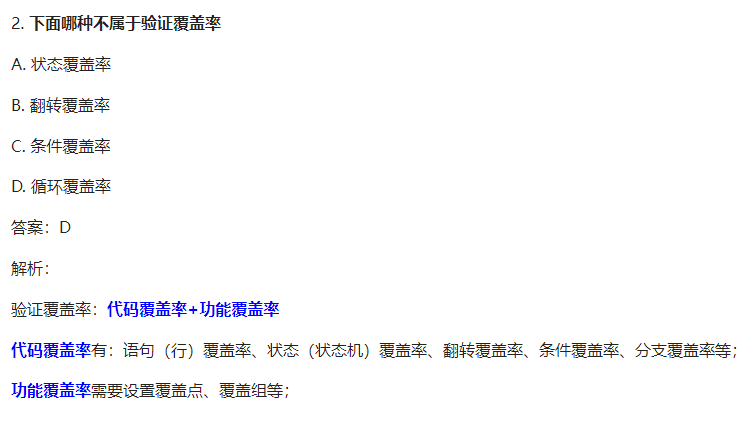 2. 下面哪种不属于验证覆盖率
A. 状态覆盖率
B. 翻转覆盖率
C. 条件覆盖率
D. 循环覆盖率
答案：D
解析：
验证覆盖率：代码覆盖率+功能覆盖率
代码覆盖率有：语句（行）覆盖率、状态（状态机）覆盖率、翻转覆盖率、条件覆盖率、分支覆盖率等；
功能覆盖率需要设置覆盖点、覆盖组等；